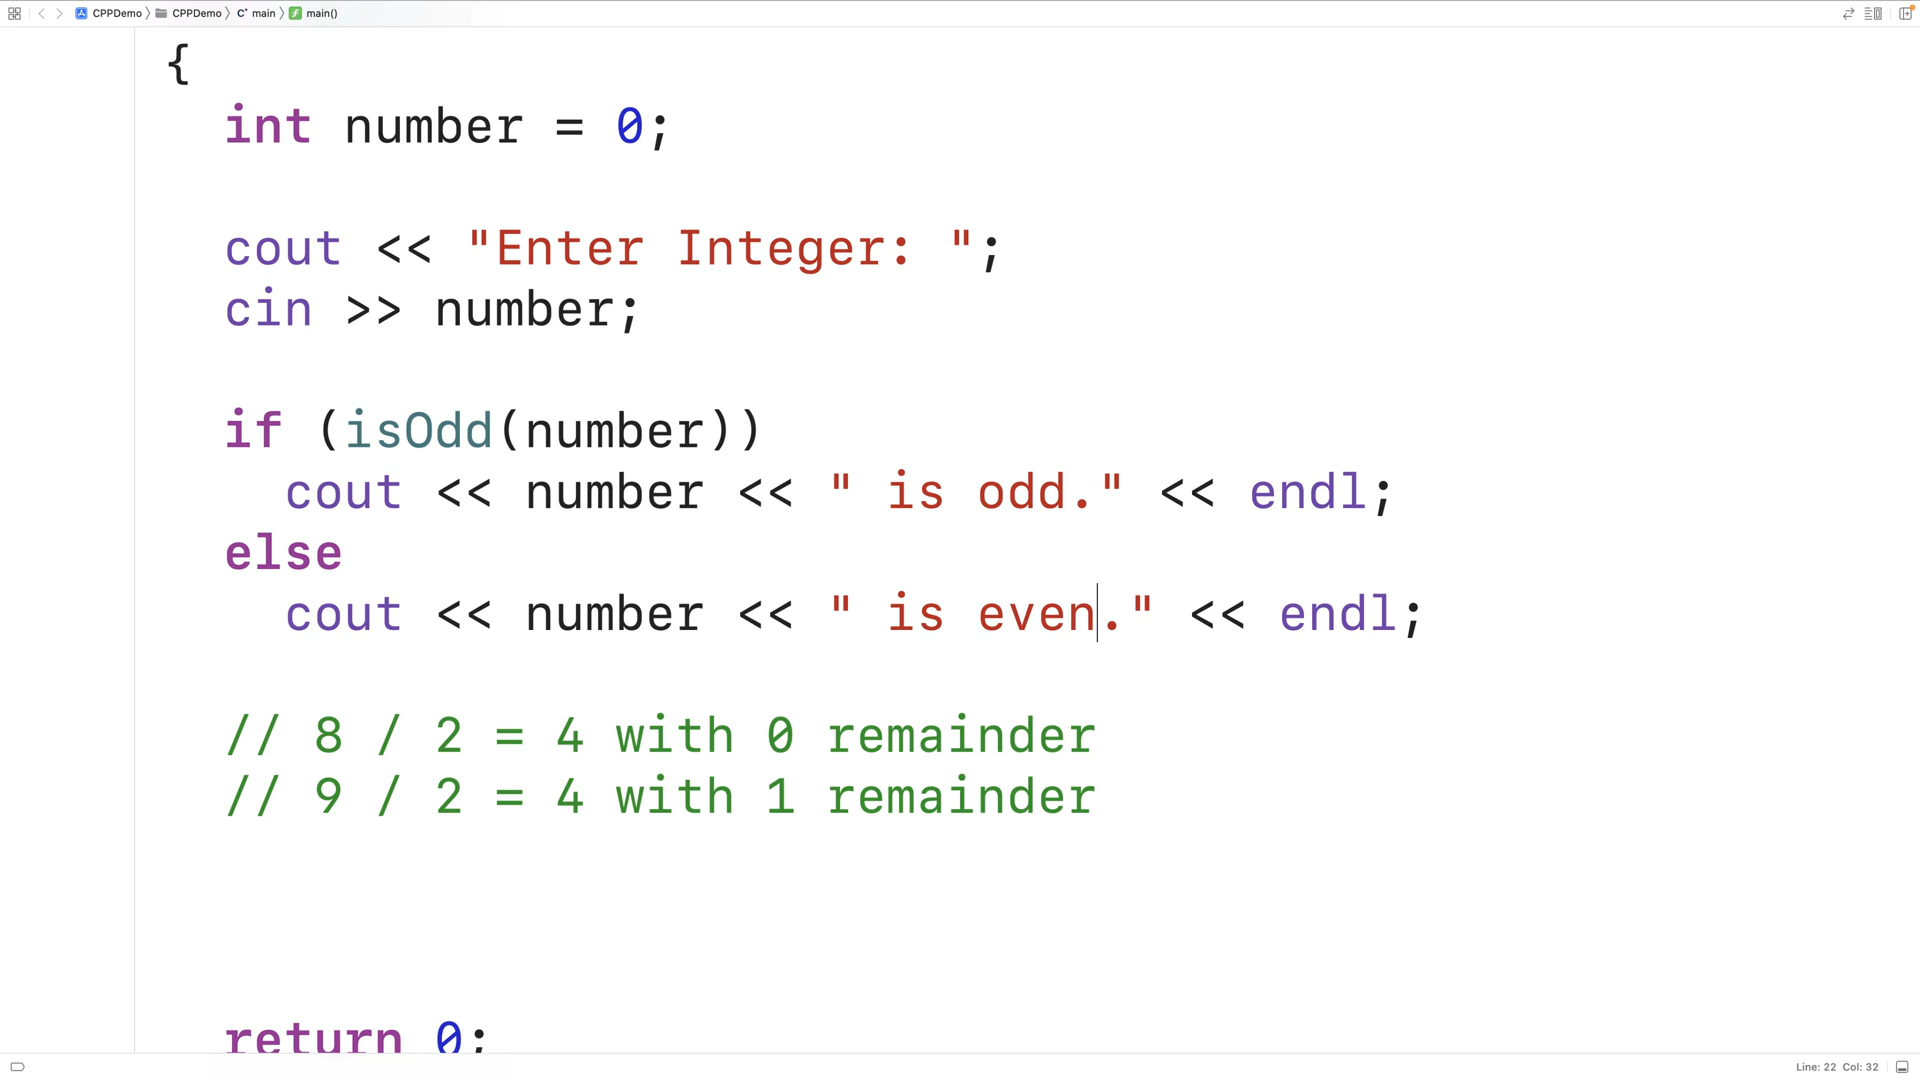 CPPDemo 〉 CPPDemo 〉 C+ main 〉 f main()
{
int number = 0;
cout << "Enter Integer: ";
cin >> number;
if (isOdd(number))
cout << number << " is odd." << endl;
else
cout << number << " is even." << endl;
// 8 / 2 = 4 with 0 remainder
// 9 / 2 = 4 with 1 remainder
return 0;
Line: 22 Col: 32